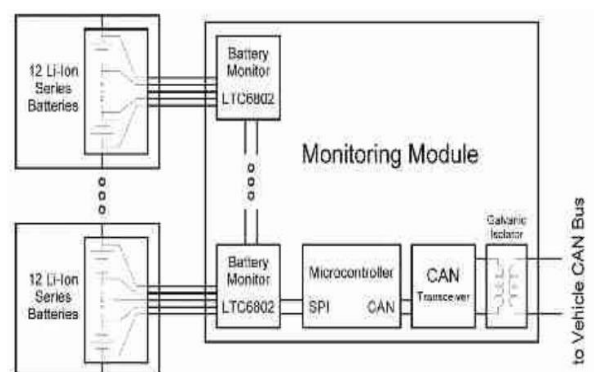 12 Li-Ion
Series
Batteries
Battery
Monitor
LTC6802
Monitoring Module
12 Li-Ion
Series
Batteries
Battery
Monitor
LTC6802
Microcontroller
SPI CAN
CAN
Transceiver
Galvanic
Isolator
to Vehicle CAN Bus